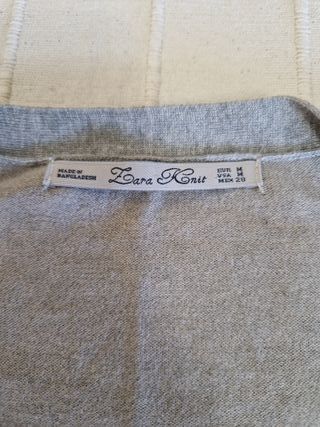 MADE IN
BANGLADESH
Zara Knit
EUR M
USA M
MEX 28